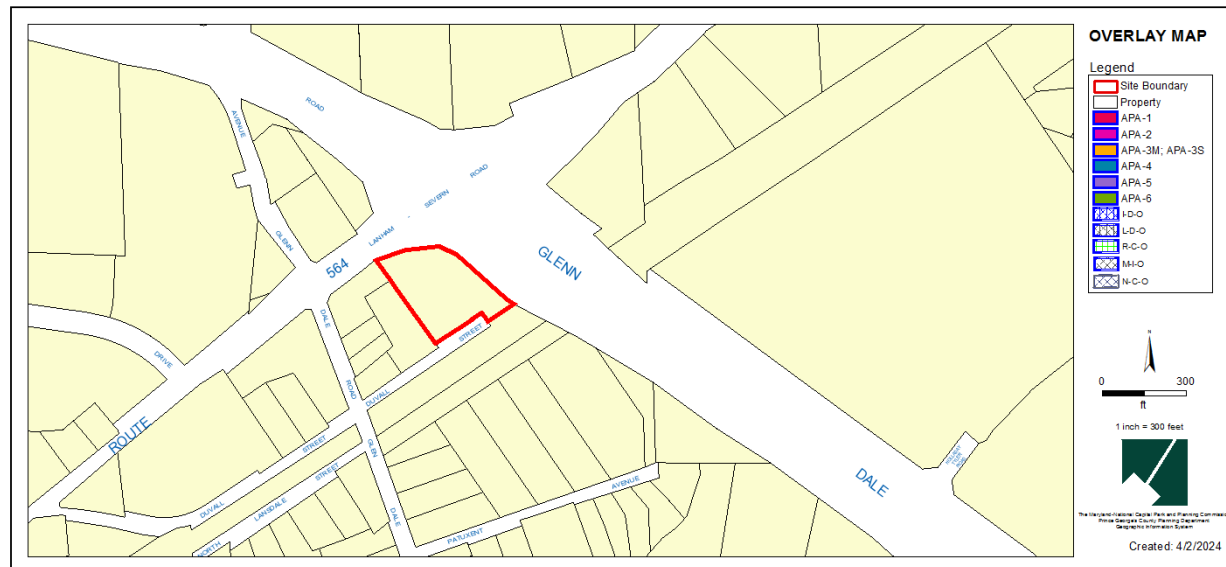 OVERLAY MAP
Legend
Site Boundary
Property
APA-1
APA-2
APA-3M; APA-3S
APA-4
APA-5
APA-6
I-D-O
L-D-O
R-C-O
M-I-O
N-C-O
N
0 300
ft
1 inch = 300 feet
The Maryland-National Capital Park and Planning Commission
Prince George's County Planning Department
Geographic Information System
Created: 4/2/2024
ROAD
AVENUE
SEVERN ROAD
LANHAM
GLENN
564
GLENN
DALE
STREET
DRIVE
ROAD
DUVALL
ROUTE
STREET
GLEN
DALE
STREET
LANSDALE
DUVALL
AVENUE
DALE
PATUXENT
NORTH